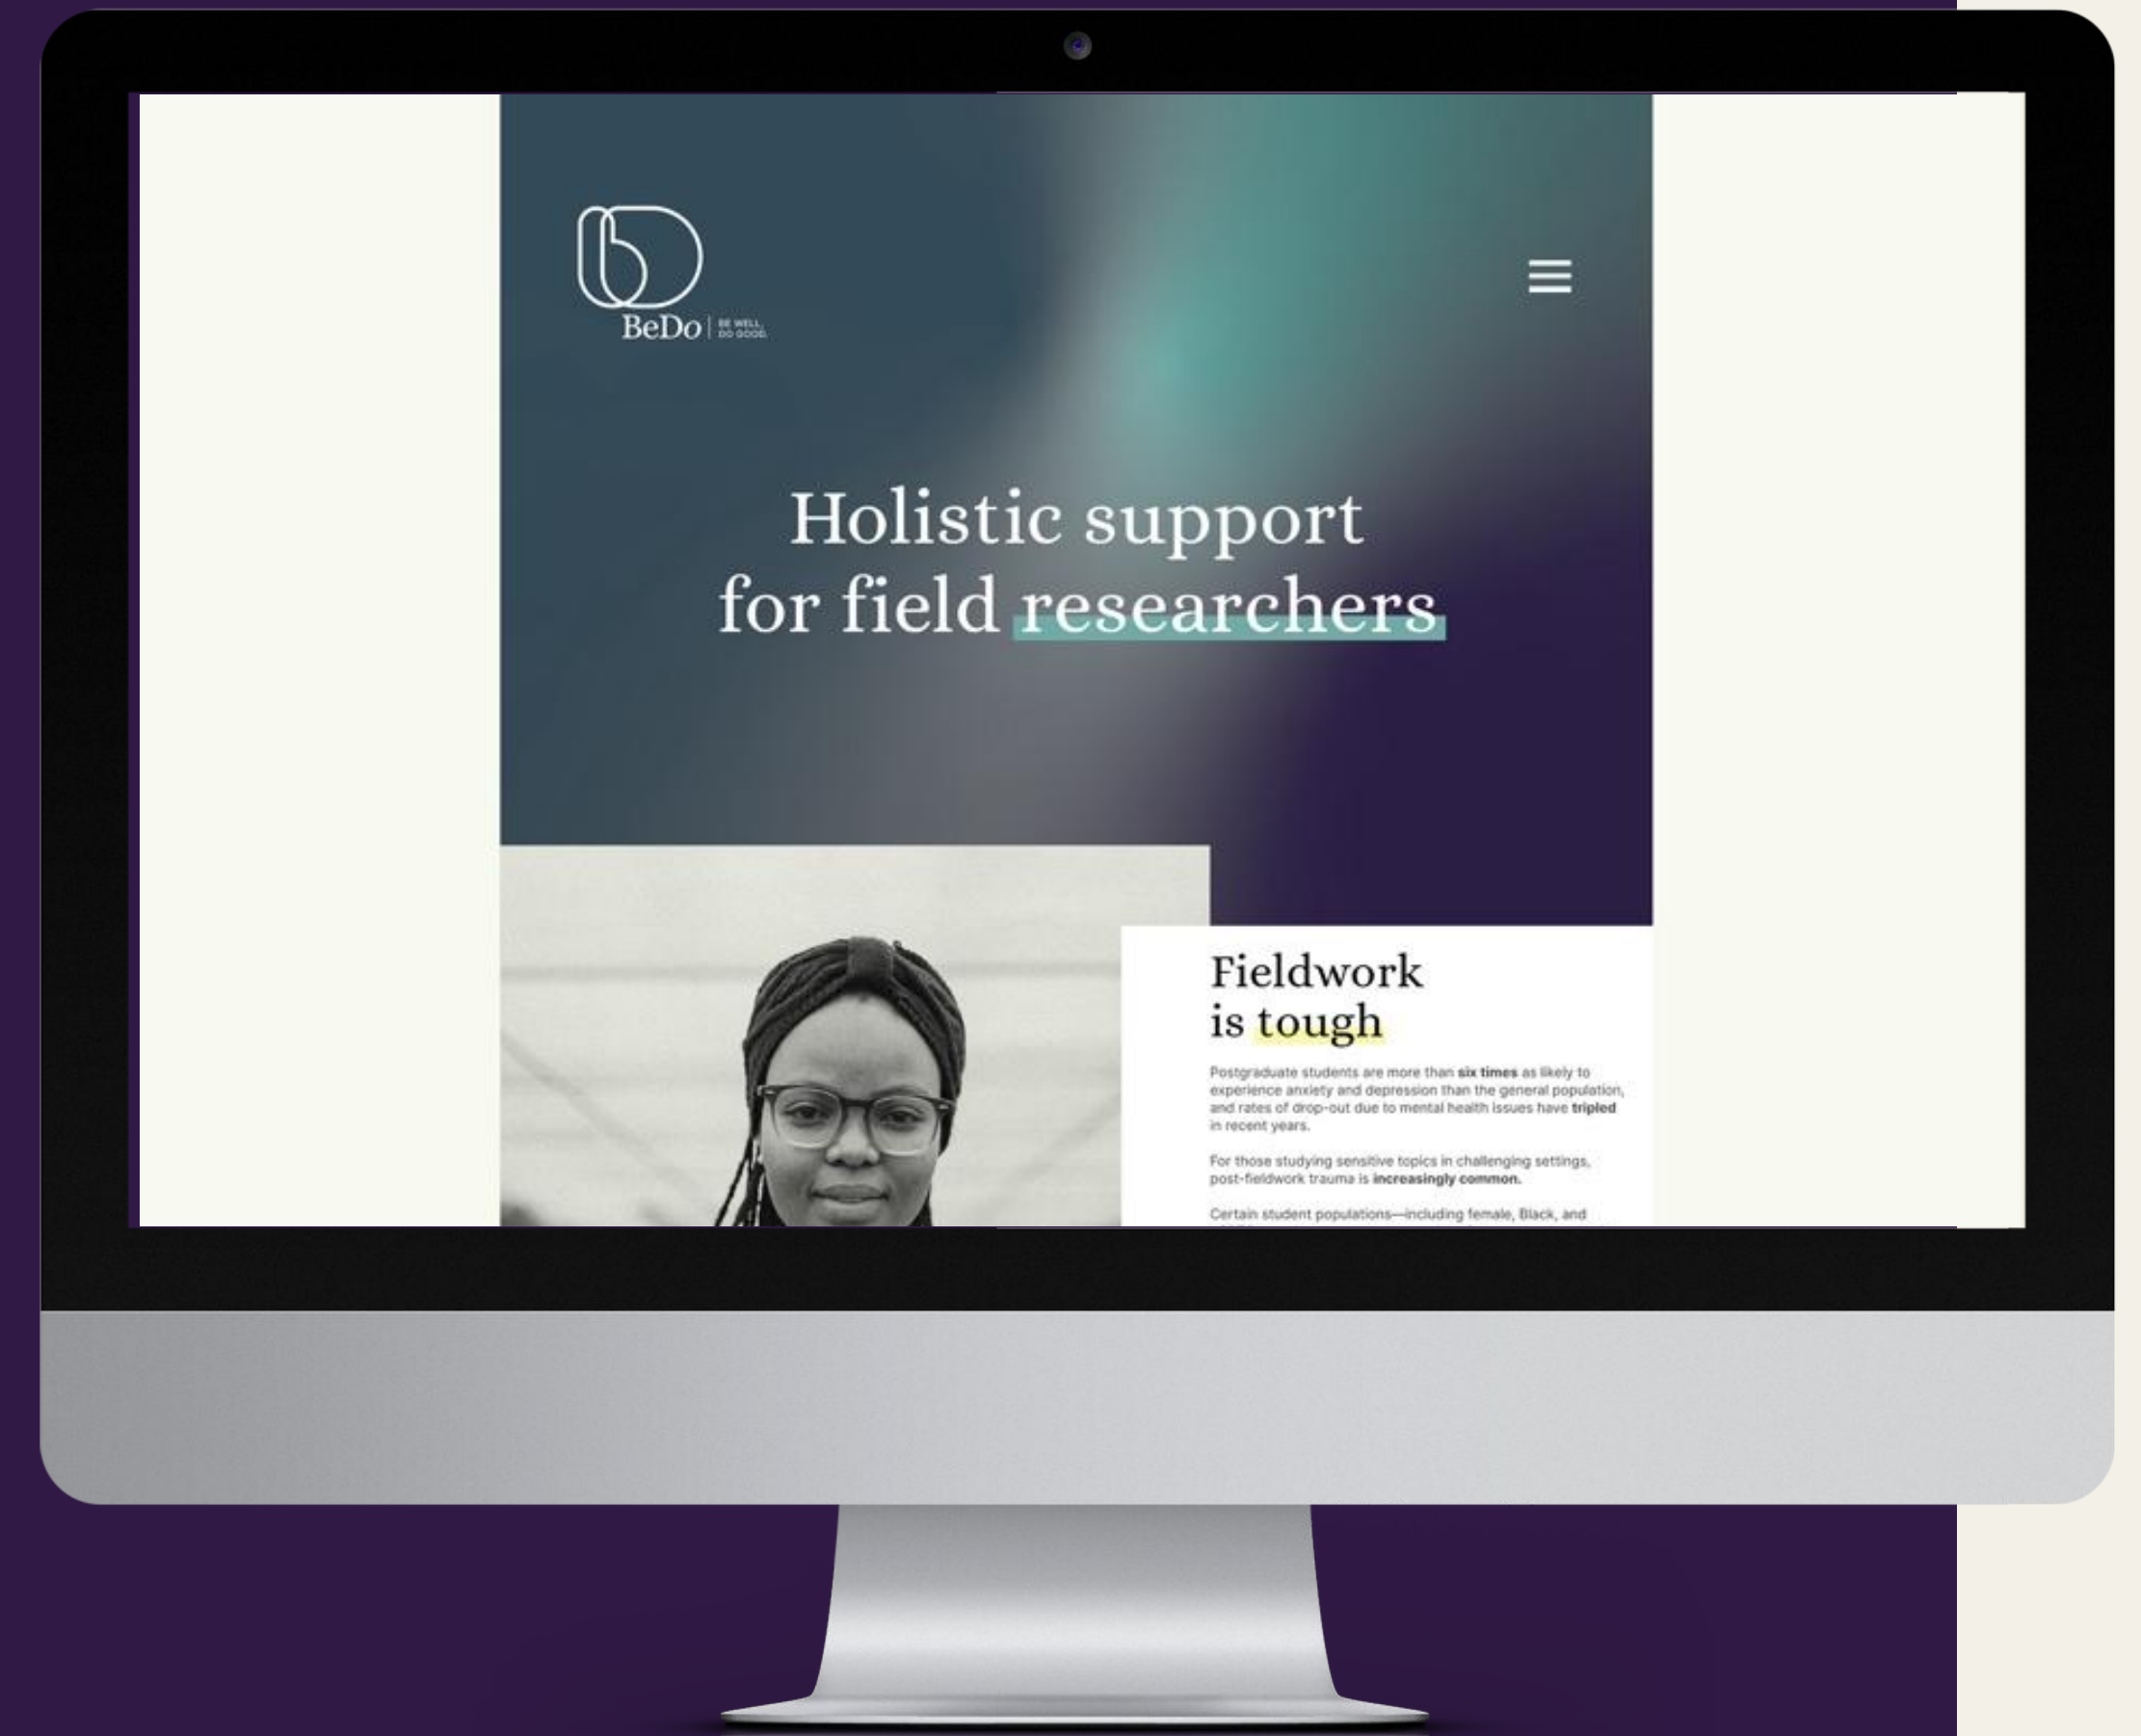 BeDo
BE WELL,
DO GOOD.
Holistic support
for field researchers
Fieldwork
is tough
Postgraduate students are more than six times as likely to
experience anxiety and depression than the general population,
and rates of drop-out due to mental health issues have tripled
in recent years.
For those studying sensitive topics in challenging settings,
post-fieldwork trauma is increasingly common.
Certain student populations—including female, Black, and